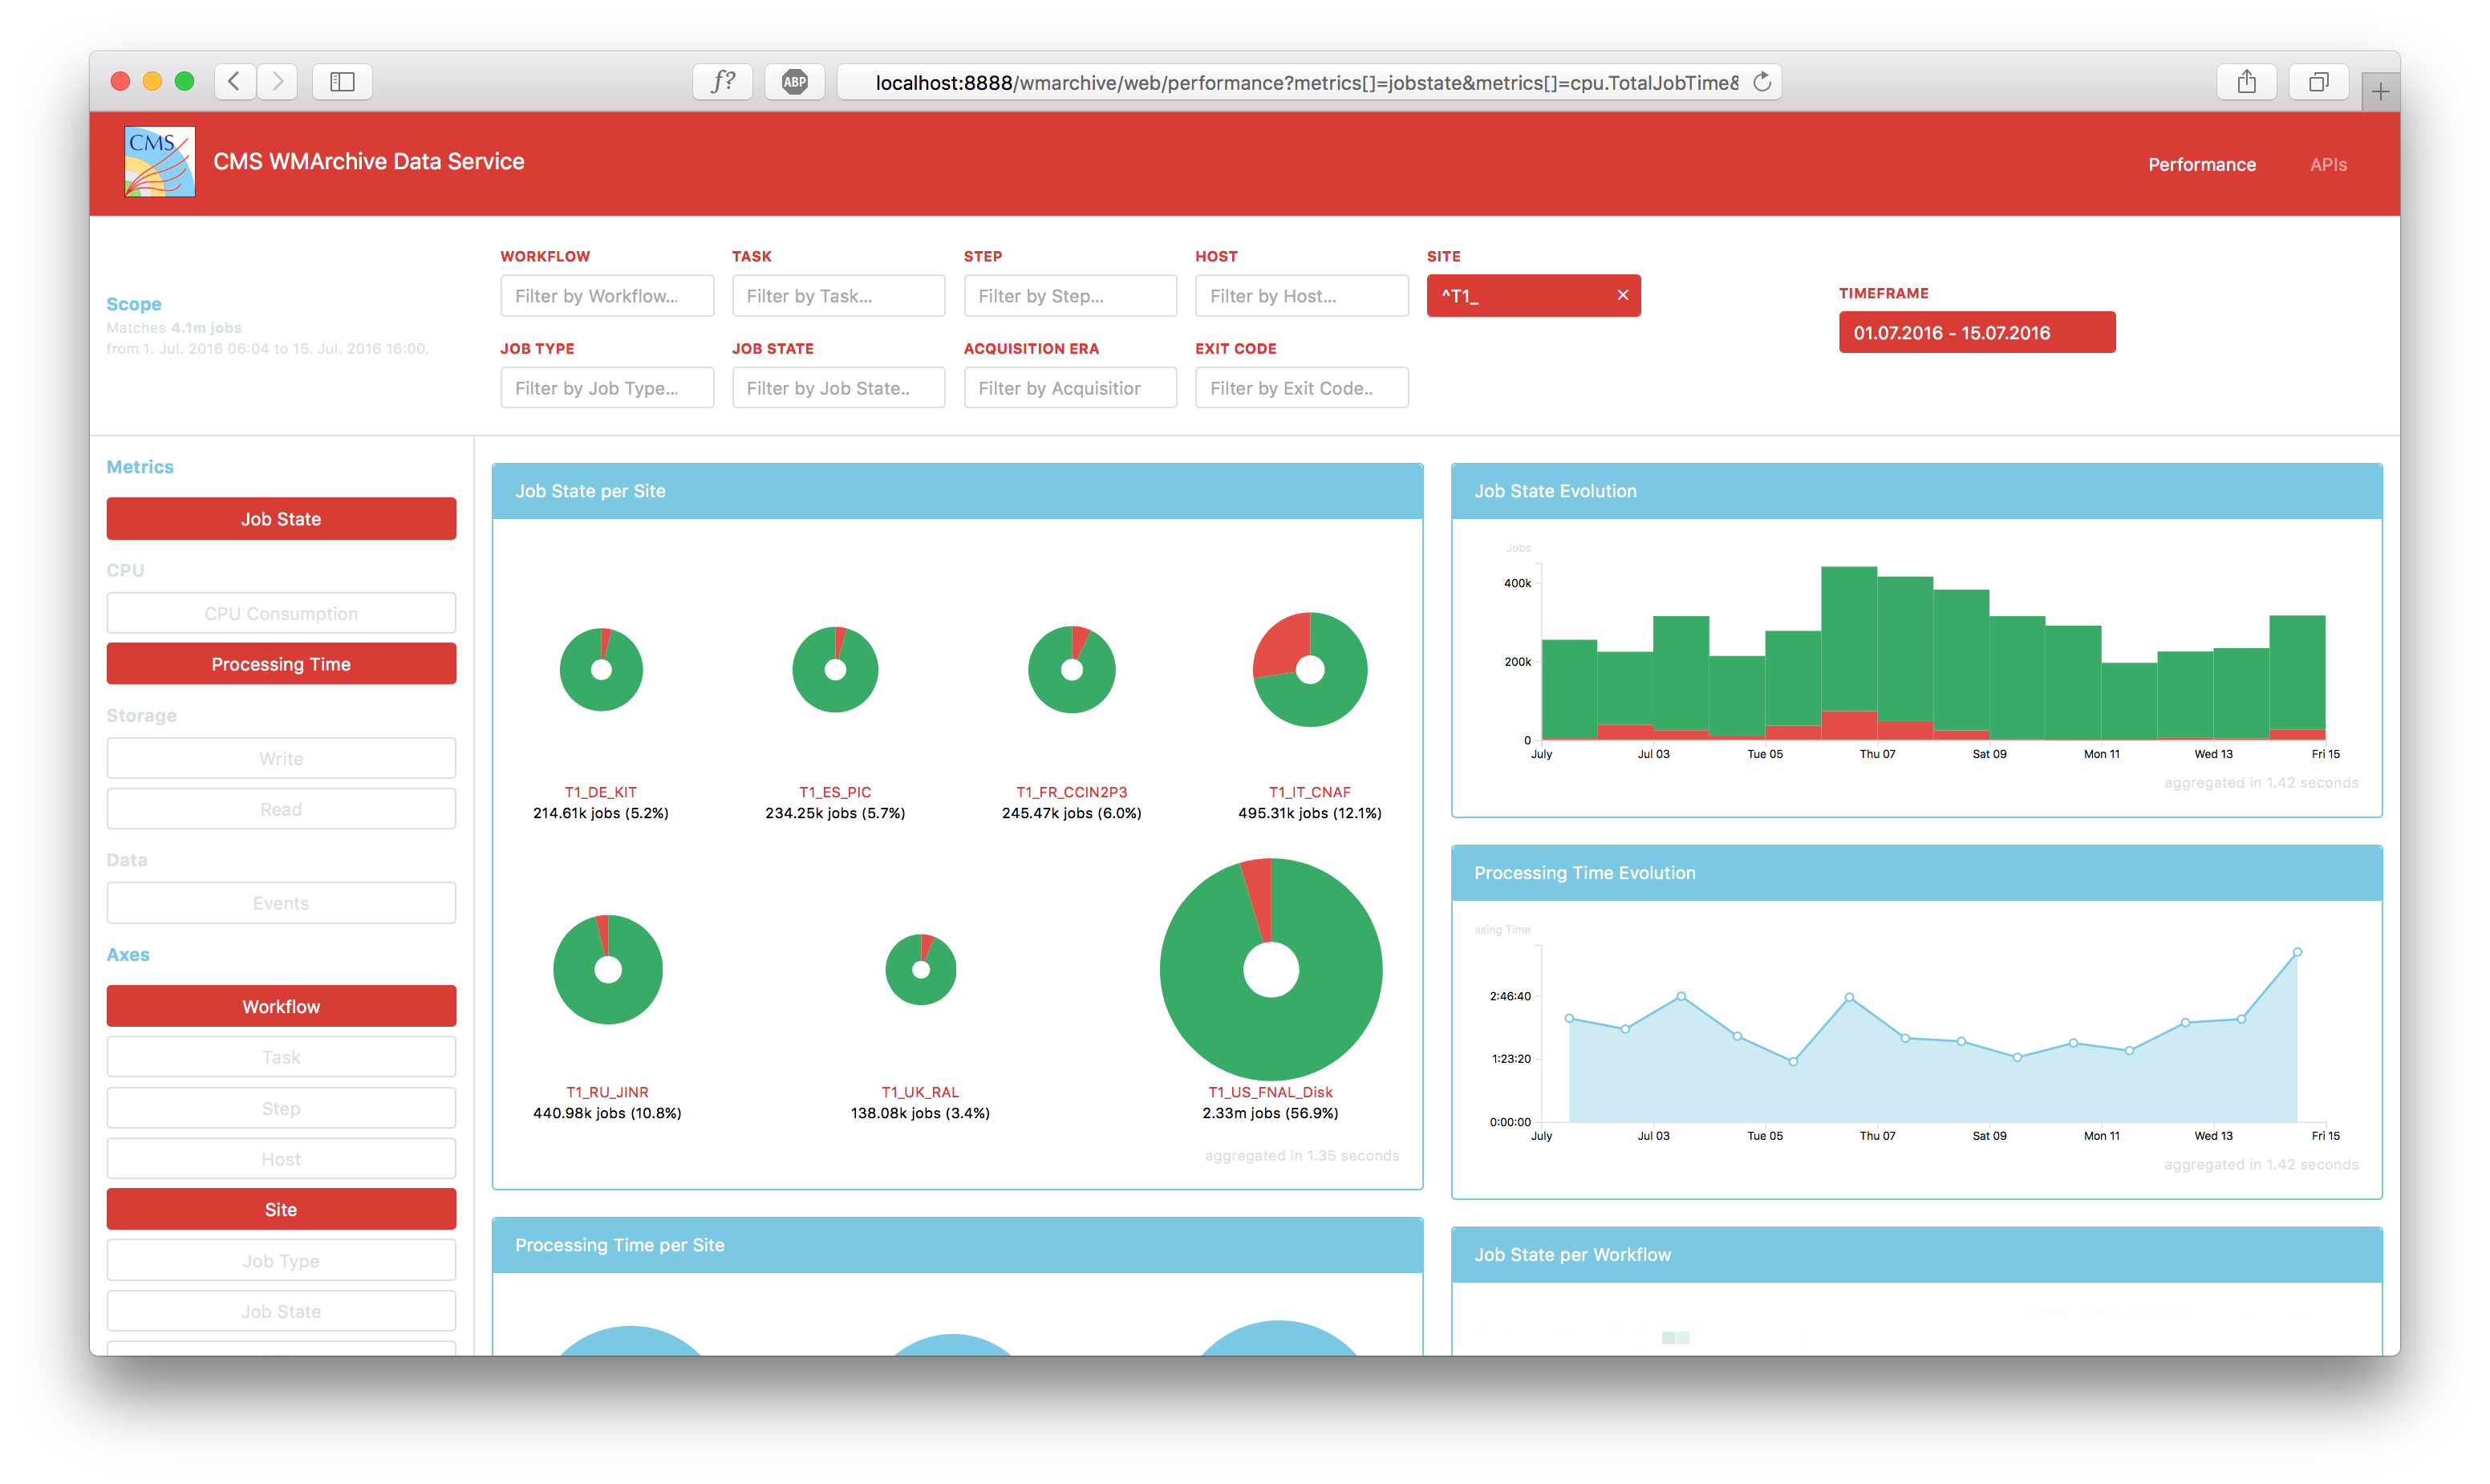 f?
ABP
localhost:8888/wmarchive/web/performance?metrics[]=jobstate&metrics[]=cpu.TotalJobTime&
CMS
CMS WMArchive Data Service
Performance
APIs
Scope
Matches 4.1m jobs
from 1. Jul. 2016 06:04 to 15. Jul. 2016 16:00.
WORKFLOW
TASK
STEP
HOST
SITE
Filter by Workflow...
Filter by Task...
Filter by Step...
Filter by Host...
^T1_
×
JOB TYPE
JOB STATE
ACQUISITION ERA
EXIT CODE
Filter by Job Type...
Filter by Job State..
Filter by Acquisitior
Filter by Exit Code..
TIMEFRAME
01.07.2016 - 15.07.2016
Metrics
Job State
CPU
CPU Consumption
Processing Time
Storage
Write
Read
Data
Events
Axes
Workflow
Task
Step
Host
Site
Job Type
Job State
Job State per Site
T1_DE_KIT
214.61k jobs (5.2%)
T1_ES_PIC
234.25k jobs (5.7%)
T1_FR_CCIN2P3
245.47k jobs (6.0%)
T1_IT_CNAF
495.31k jobs (12.1%)
T1_RU_JINR
440.98k jobs (10.8%)
T1_UK_RAL
138.08k jobs (3.4%)
T1_US_FNAL_Disk
2.33m jobs (56.9%)
aggregated in 1.35 seconds
Processing Time per Site
Job State Evolution
Jobs
400k
200k
0
July
Jul 03
Tue 05
Thu 07
Sat 09
Mon 11
Wed 13
Fri 15
aggregated in 1.42 seconds
Processing Time Evolution
ssing Time
2:46:40
1:23:20
0:00:00
July
Jul 03
Tue 05
Thu 07
Sat 09
Mon 11
Wed 13
Fri 15
aggregated in 1.42 seconds
Job State per Workflow